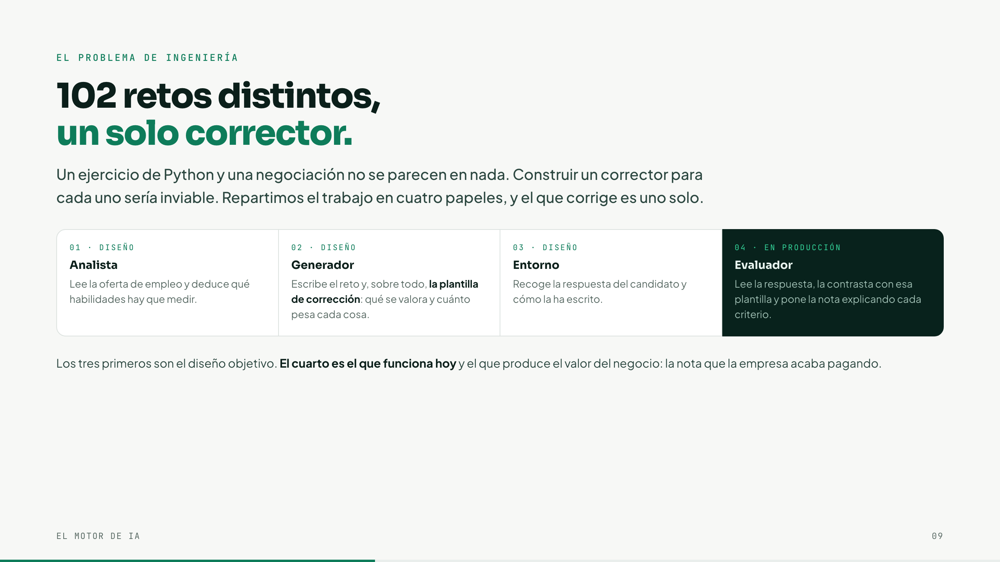 EL PROBLEMA DE INGENIERÍA
102 retos distintos,
un solo corrector.
Un ejercicio de Python y una negociación no se parecen en nada. Construir un corrector para
cada uno sería inviable. Repartimos el trabajo en cuatro papeles, y el que corrige es uno solo.
01 · DISEÑO
Analista
Lee la oferta de empleo y deduce qué
habilidades hay que medir.
02 · DISEÑO
Generador
Escribe el reto y, sobre todo, la plantilla
de corrección: qué se valora y cuánto
pesa cada cosa.
03 · DISEÑO
Entorno
Recoge la respuesta del candidato y
cómo la ha escrito.
04 · EN PRODUCCIÓN
Evaluador
Lee la respuesta, la contrasta con esa
plantilla y pone la nota explicando cada
criterio.
Los tres primeros son el diseño objetivo. El cuarto es el que funciona hoy y el que produce el valor del negocio: la nota que la empresa acaba pagando.
EL MOTOR DE IA
09